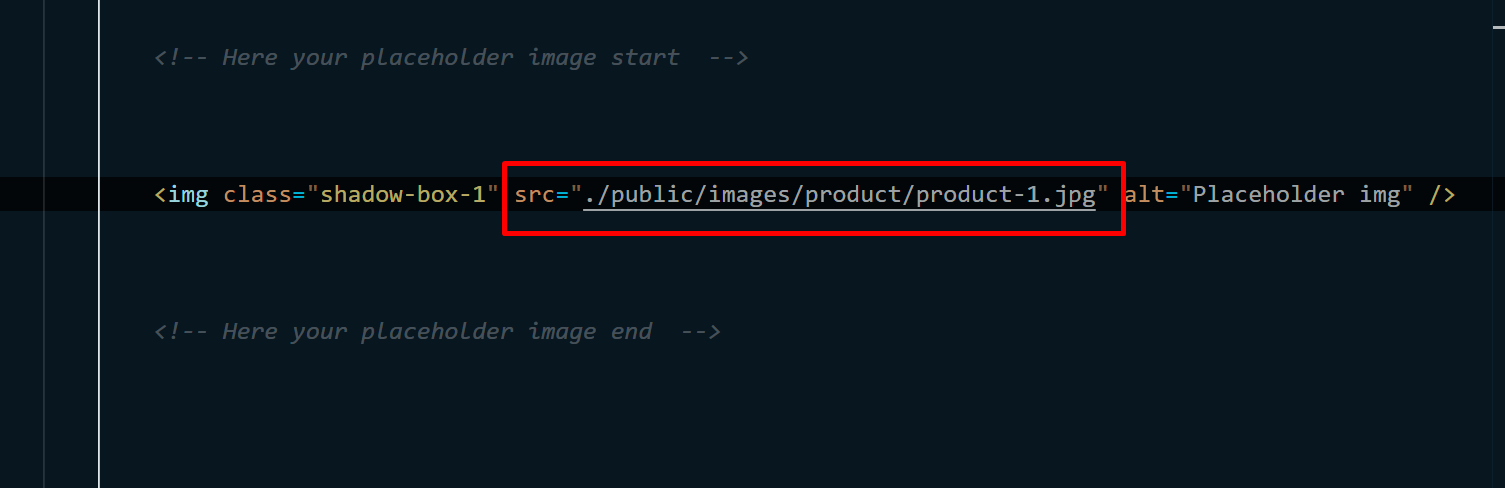 <!-- Here your placeholder image start  -->
<img class="shadow-box-1" src="./public/images/product/product-1.jpg" alt="Placeholder img" />
<!-- Here your placeholder image end  -->